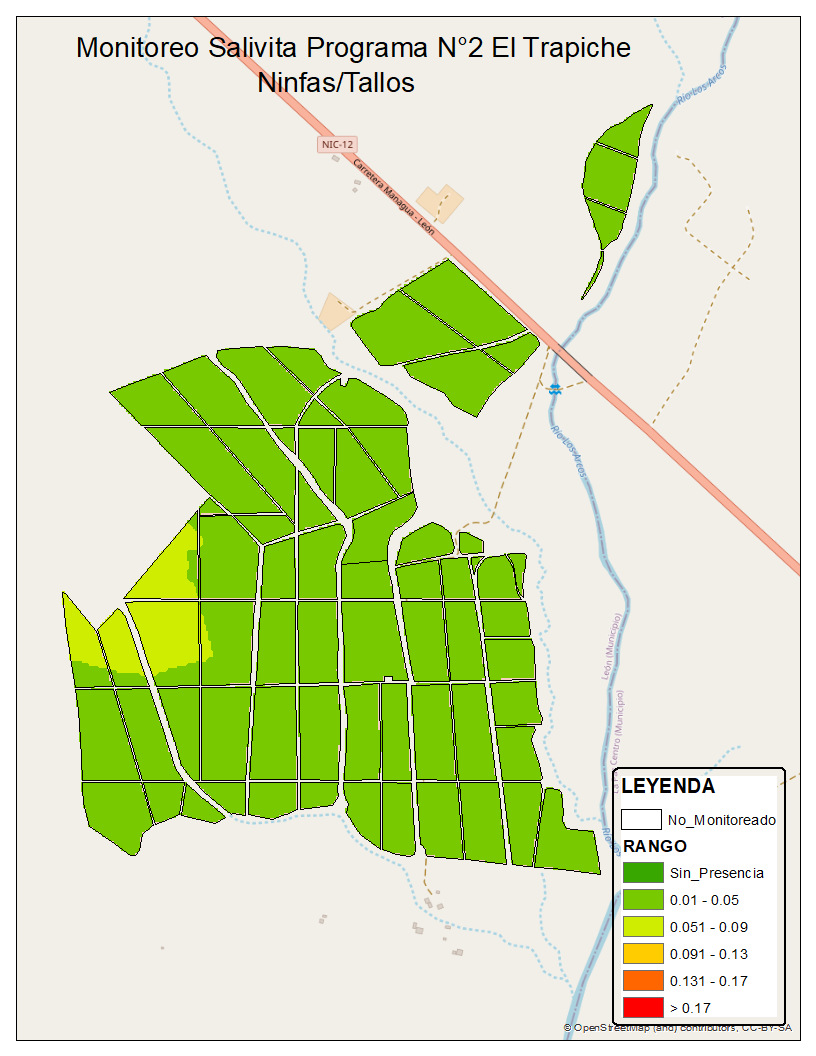 Monitoreo Salivita Programa N°2 El Trapiche
Ninfas/Tallos
Río Los Arcos
NIC-12
Carretera Managua - León
Río Los Arcos
León (Municipio)
Centro (Municipio)
LEYENDA
No_Monitoreado
RANGO
Sin_Presencia
0.01 - 0.05
0.051 - 0.09
0.091 - 0.13
0.131 - 0.17
> 0.17
© OpenStreetMap (and) contributors, CC-BY-SA